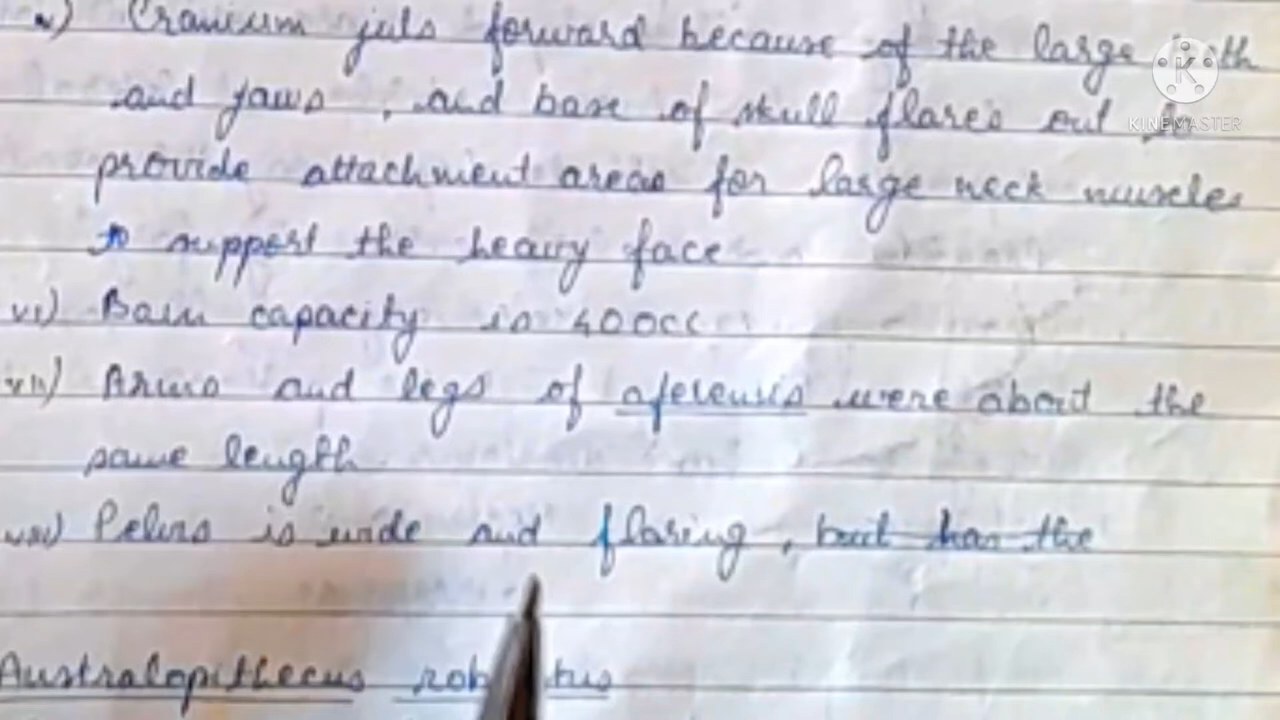 v) Cranium juts forward because of the large teeth
and jaws, and base of skull flares out to
provide attachment areas for large neck muscles
to support the heavy face
vi) Bain capacity is 400cc
vii) Arms and legs of aferensis were about the
same length
viii) Pelvis is wide and flaring, but has the
Australopithecus robustus
KINEMASTER